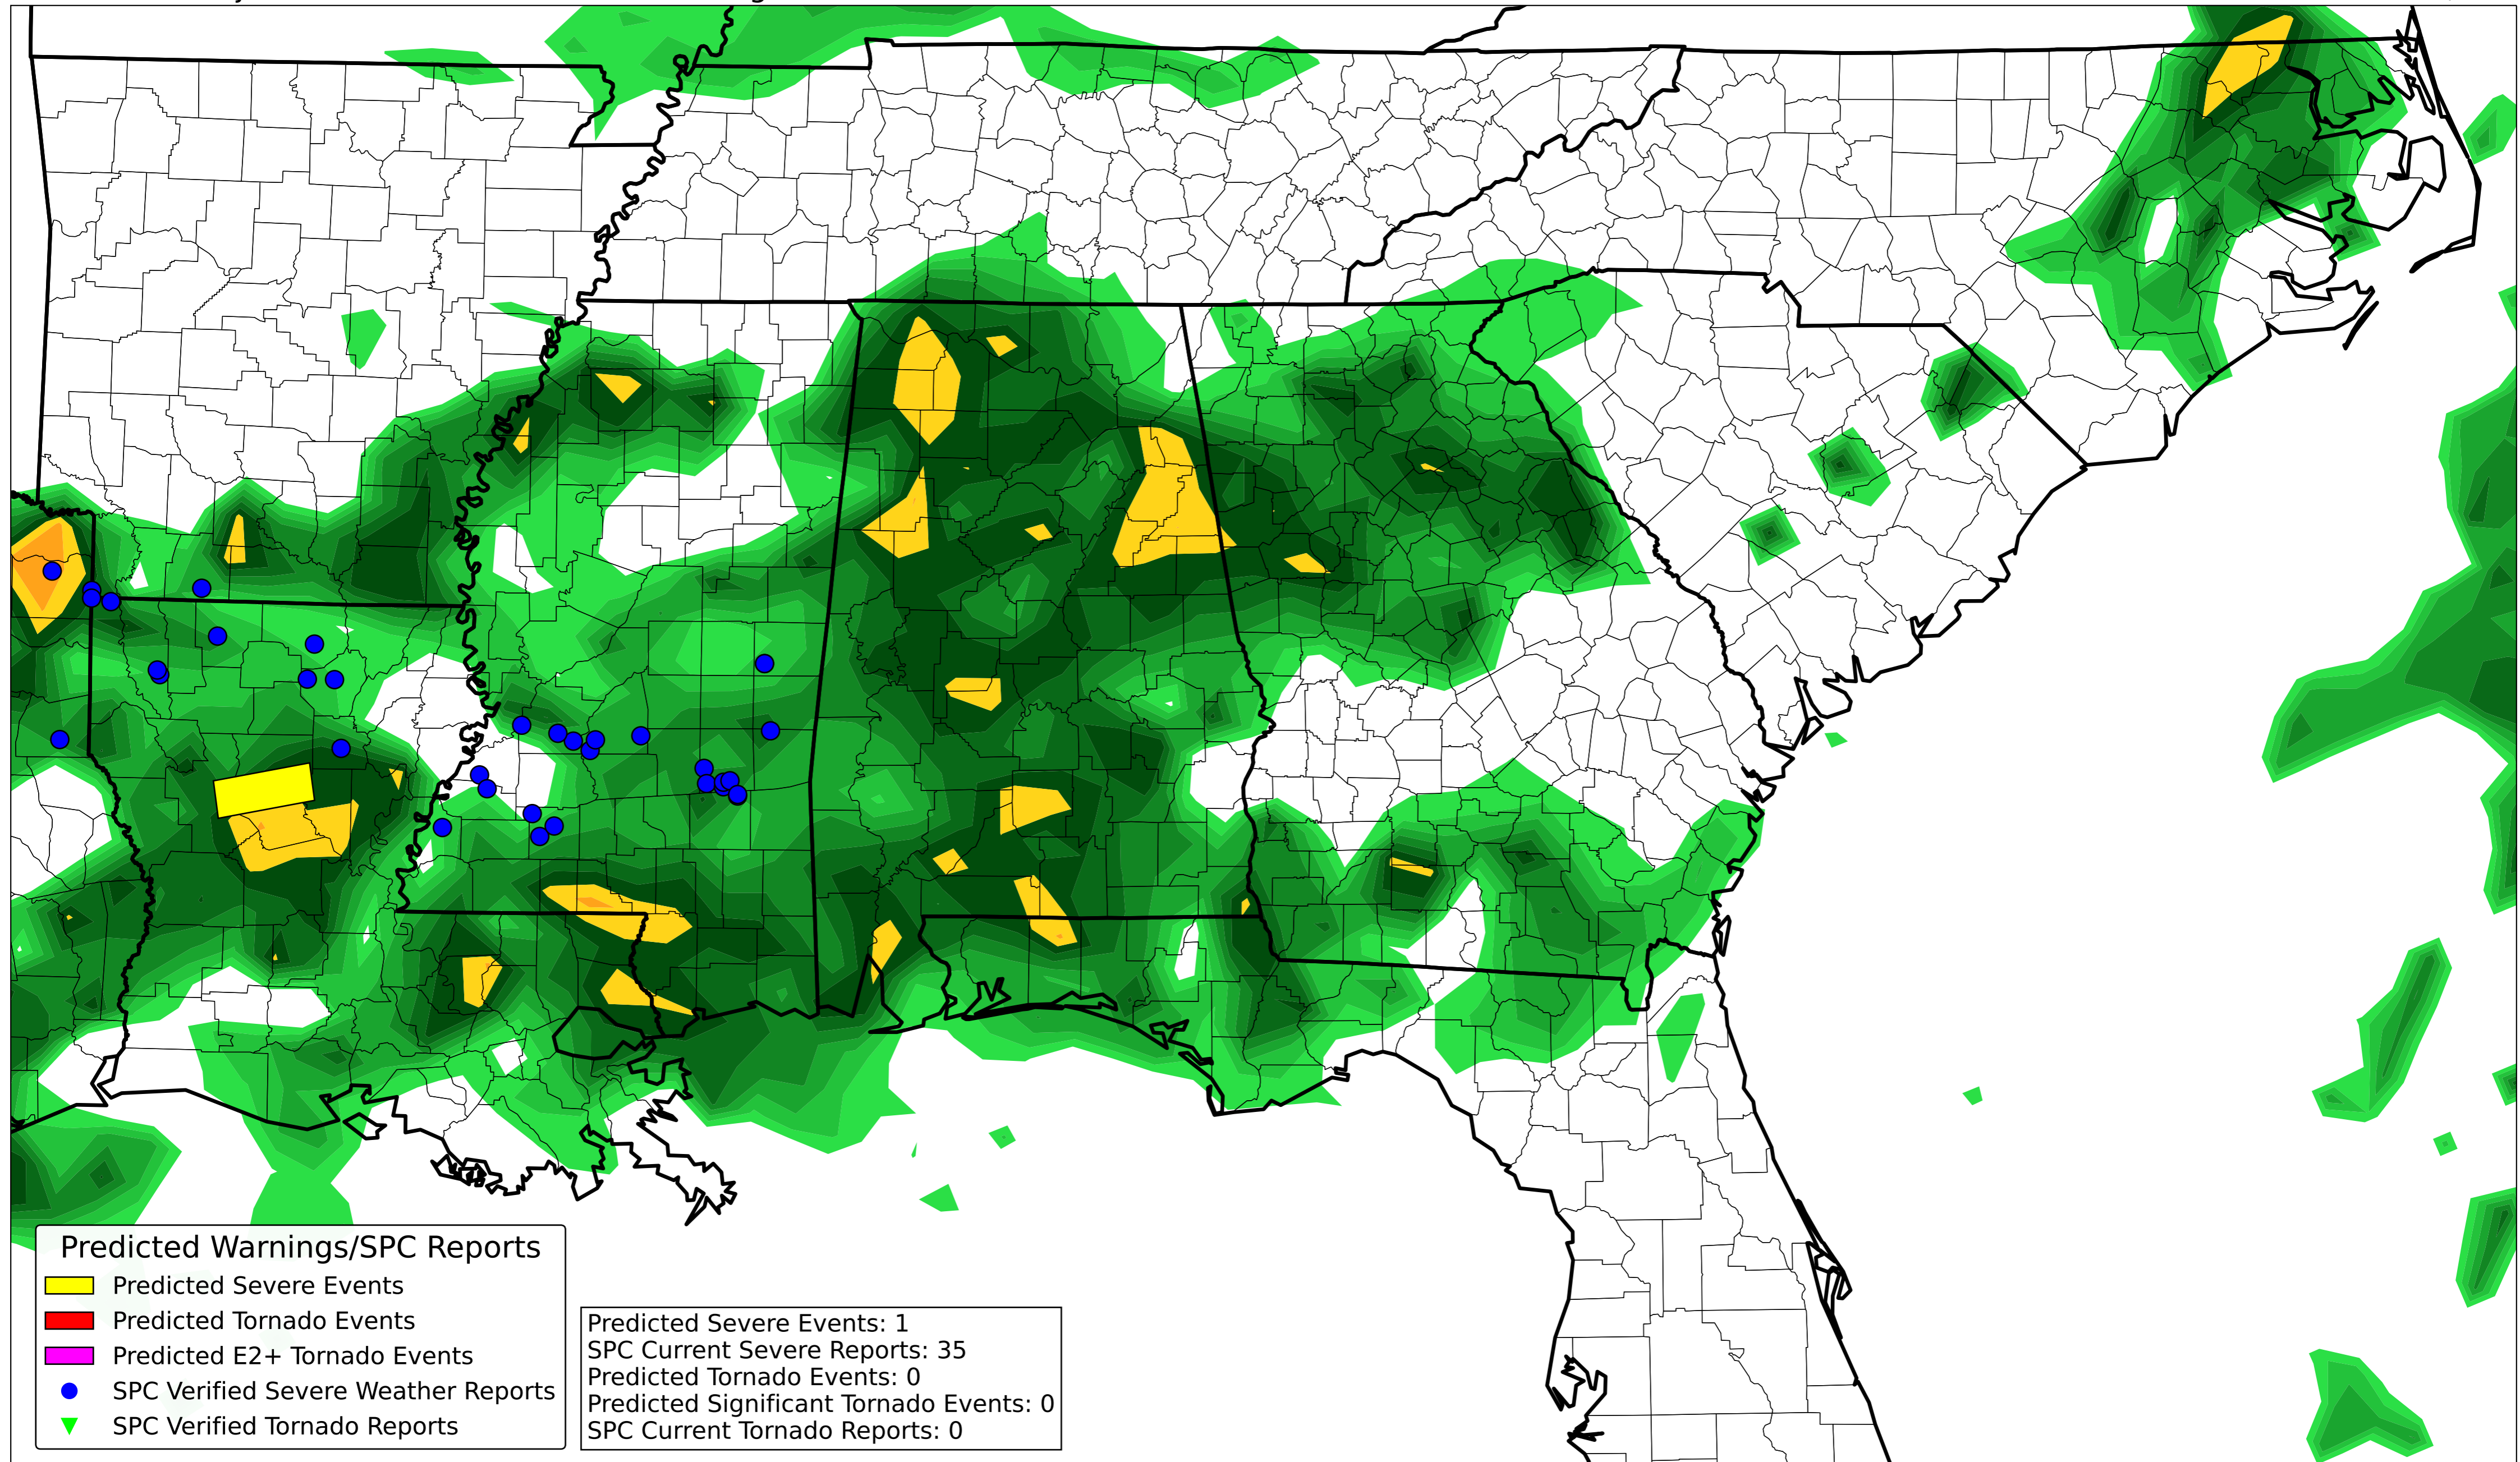 Predicted Warnings/SPC Reports
Predicted Severe Events
Predicted Tornado Events
Predicted E2+ Tornado Events
SPC Verified Severe Weather Reports
SPC Verified Tornado Reports
Predicted Severe Events: 1
SPC Current Severe Reports: 35
Predicted Tornado Events: 0
Predicted Significant Tornado Events: 0
SPC Current Tornado Reports: 0